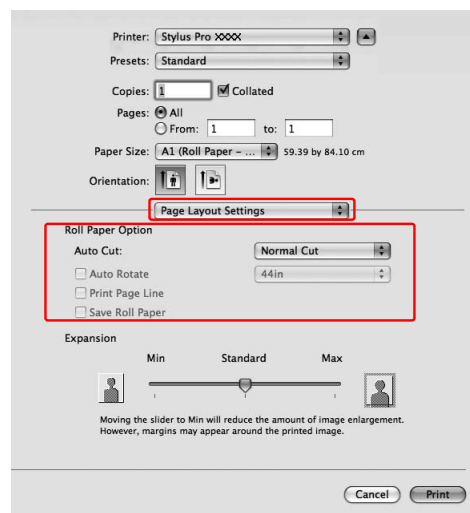 Printer: Stylus Pro XXXX
Presets: Standard
Copies: 1 Collated
Pages: All
From: 1 to: 1
Paper Size: A1 (Roll Paper – ... 59.39 by 84.10 cm
Orientation:
Page Layout Settings
Roll Paper Option
Auto Cut: Normal Cut
Auto Rotate 44in
Print Page Line
Save Roll Paper
Expansion
Min Standard Max
Moving the slider to Min will reduce the amount of image enlargement.
However, margins may appear around the printed image.
Cancel Print